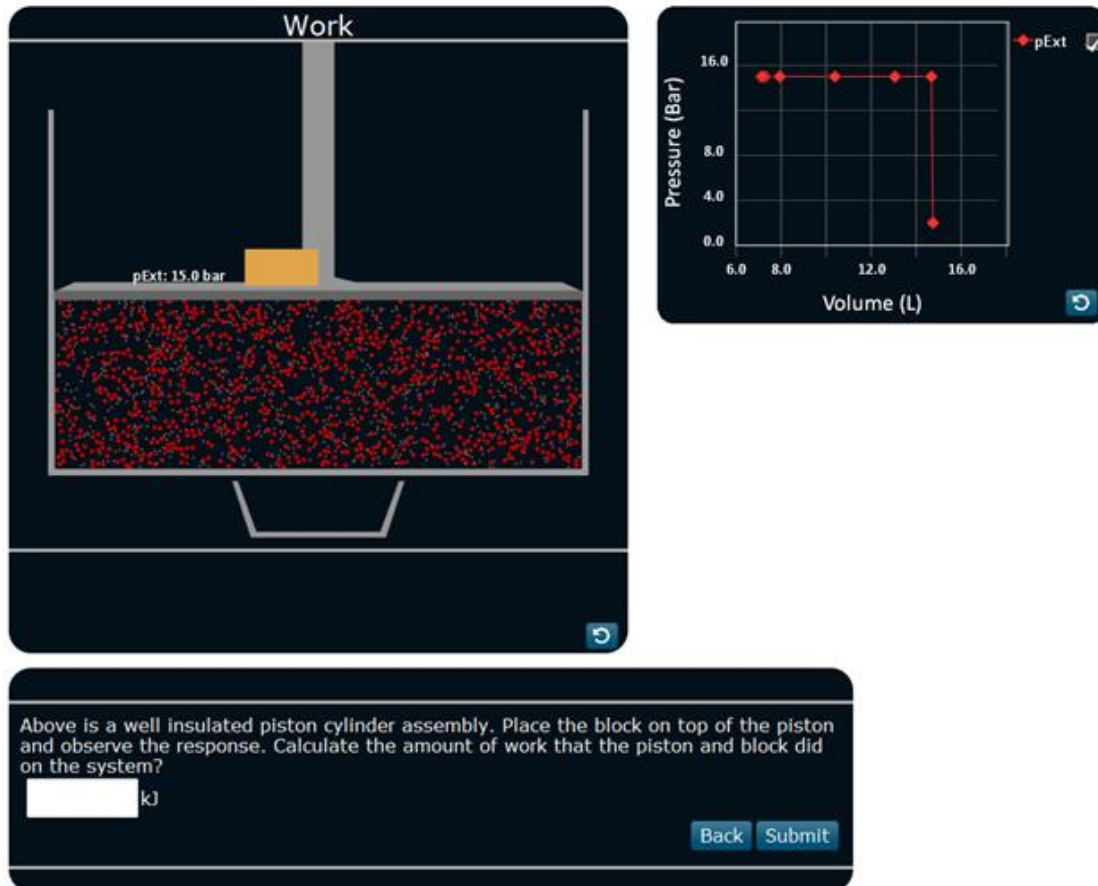 Work
pExt: 15.0 bar
Pressure (Bar)
16.0
8.0
4.0
0.0
6.0 8.0 12.0 16.0
Volume (L)
pExt
Above is a well insulated piston cylinder assembly. Place the block on top of the piston
and observe the response. Calculate the amount of work that the piston and block did
on the system?
kJ
Back Submit